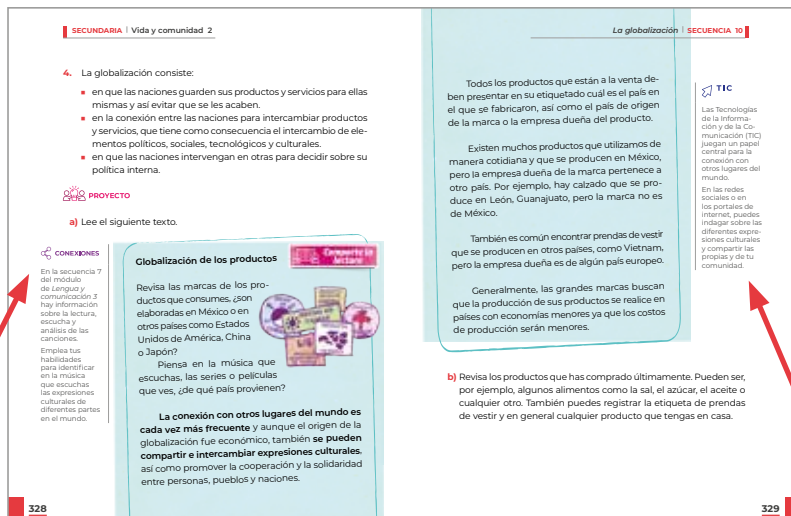 SECUNDARIA | Vida y comunidad 2
4. La globalización consiste:
en que las naciones guarden sus productos y servicios para ellas
mismas y así evitar que se les acaben.
en la conexión entre las naciones para intercambiar productos
y servicios, que tiene como consecuencia el intercambio de ele-
mentos políticos, sociales, tecnológicos y culturales.
en que las naciones intervengan en otras para decidir sobre su
política interna.
PROYECTO
a) Lee el siguiente texto.
CONEXIONES
En la secuencia 7
del módulo
de Lengua y
comunicación 3
hay información
sobre la lectura,
escucha y
análisis de las
canciones.
Emplea tus
habilidades
para identificar
en la música
que escuchas
las expresiones
culturales de
diferentes partes
en el mundo.
Globalización de los productos
Comparte la
lectura
Revisa las marcas de los pro-
ductos que consumes, ¿son
elaboradas en México o en
otros países como Estados
Unidos de América, China
o Japón?
Piensa en la música que
escuchas, las series o películas
que ves, ¿de qué país provienen?
La conexión con otros lugares del mundo es
cada vez más frecuente y aunque el origen de la
globalización fue económico, también se pueden
compartir e intercambiar expresiones culturales,
así como promover la cooperación y la solidaridad
entre personas, pueblos y naciones.
328
La globalización | SECUENCIA 10
Todos los productos que están a la venta de-
ben presentar en su etiquetado cuál es el país en
el que se fabricaron, así como el país de origen
de la marca o la empresa dueña del producto.
Existen muchos productos que utilizamos de
manera cotidiana y que se producen en México,
pero la empresa dueña de la marca pertenece a
otro país. Por ejemplo, hay calzado que se pro-
duce en León, Guanajuato, pero la marca no es
de México.
También es común encontrar prendas de vestir
que se producen en otros países, como Vietnam,
pero la empresa dueña es de algún país europeo.
Generalmente, las grandes marcas buscan
que la producción de sus productos se realice en
países con economías menores ya que los costos
de producción serán menores.
TIC
Las Tecnologías
de la Informa-
ción y de la Co-
municación (TIC)
juegan un papel
central para la
conexión con
otros lugares del
mundo.
En las redes
sociales o en
los portales de
internet, puedes
indagar sobre las
diferentes expre-
siones culturales
y compartir las
propias y de tu
comunidad.
b) Revisa los productos que has comprado últimamente. Pueden ser,
por ejemplo, algunos alimentos como la sal, el azúcar, el aceite o
cualquier otro. También puedes registrar la etiqueta de prendas
de vestir y en general cualquier producto que tengas en casa.
329